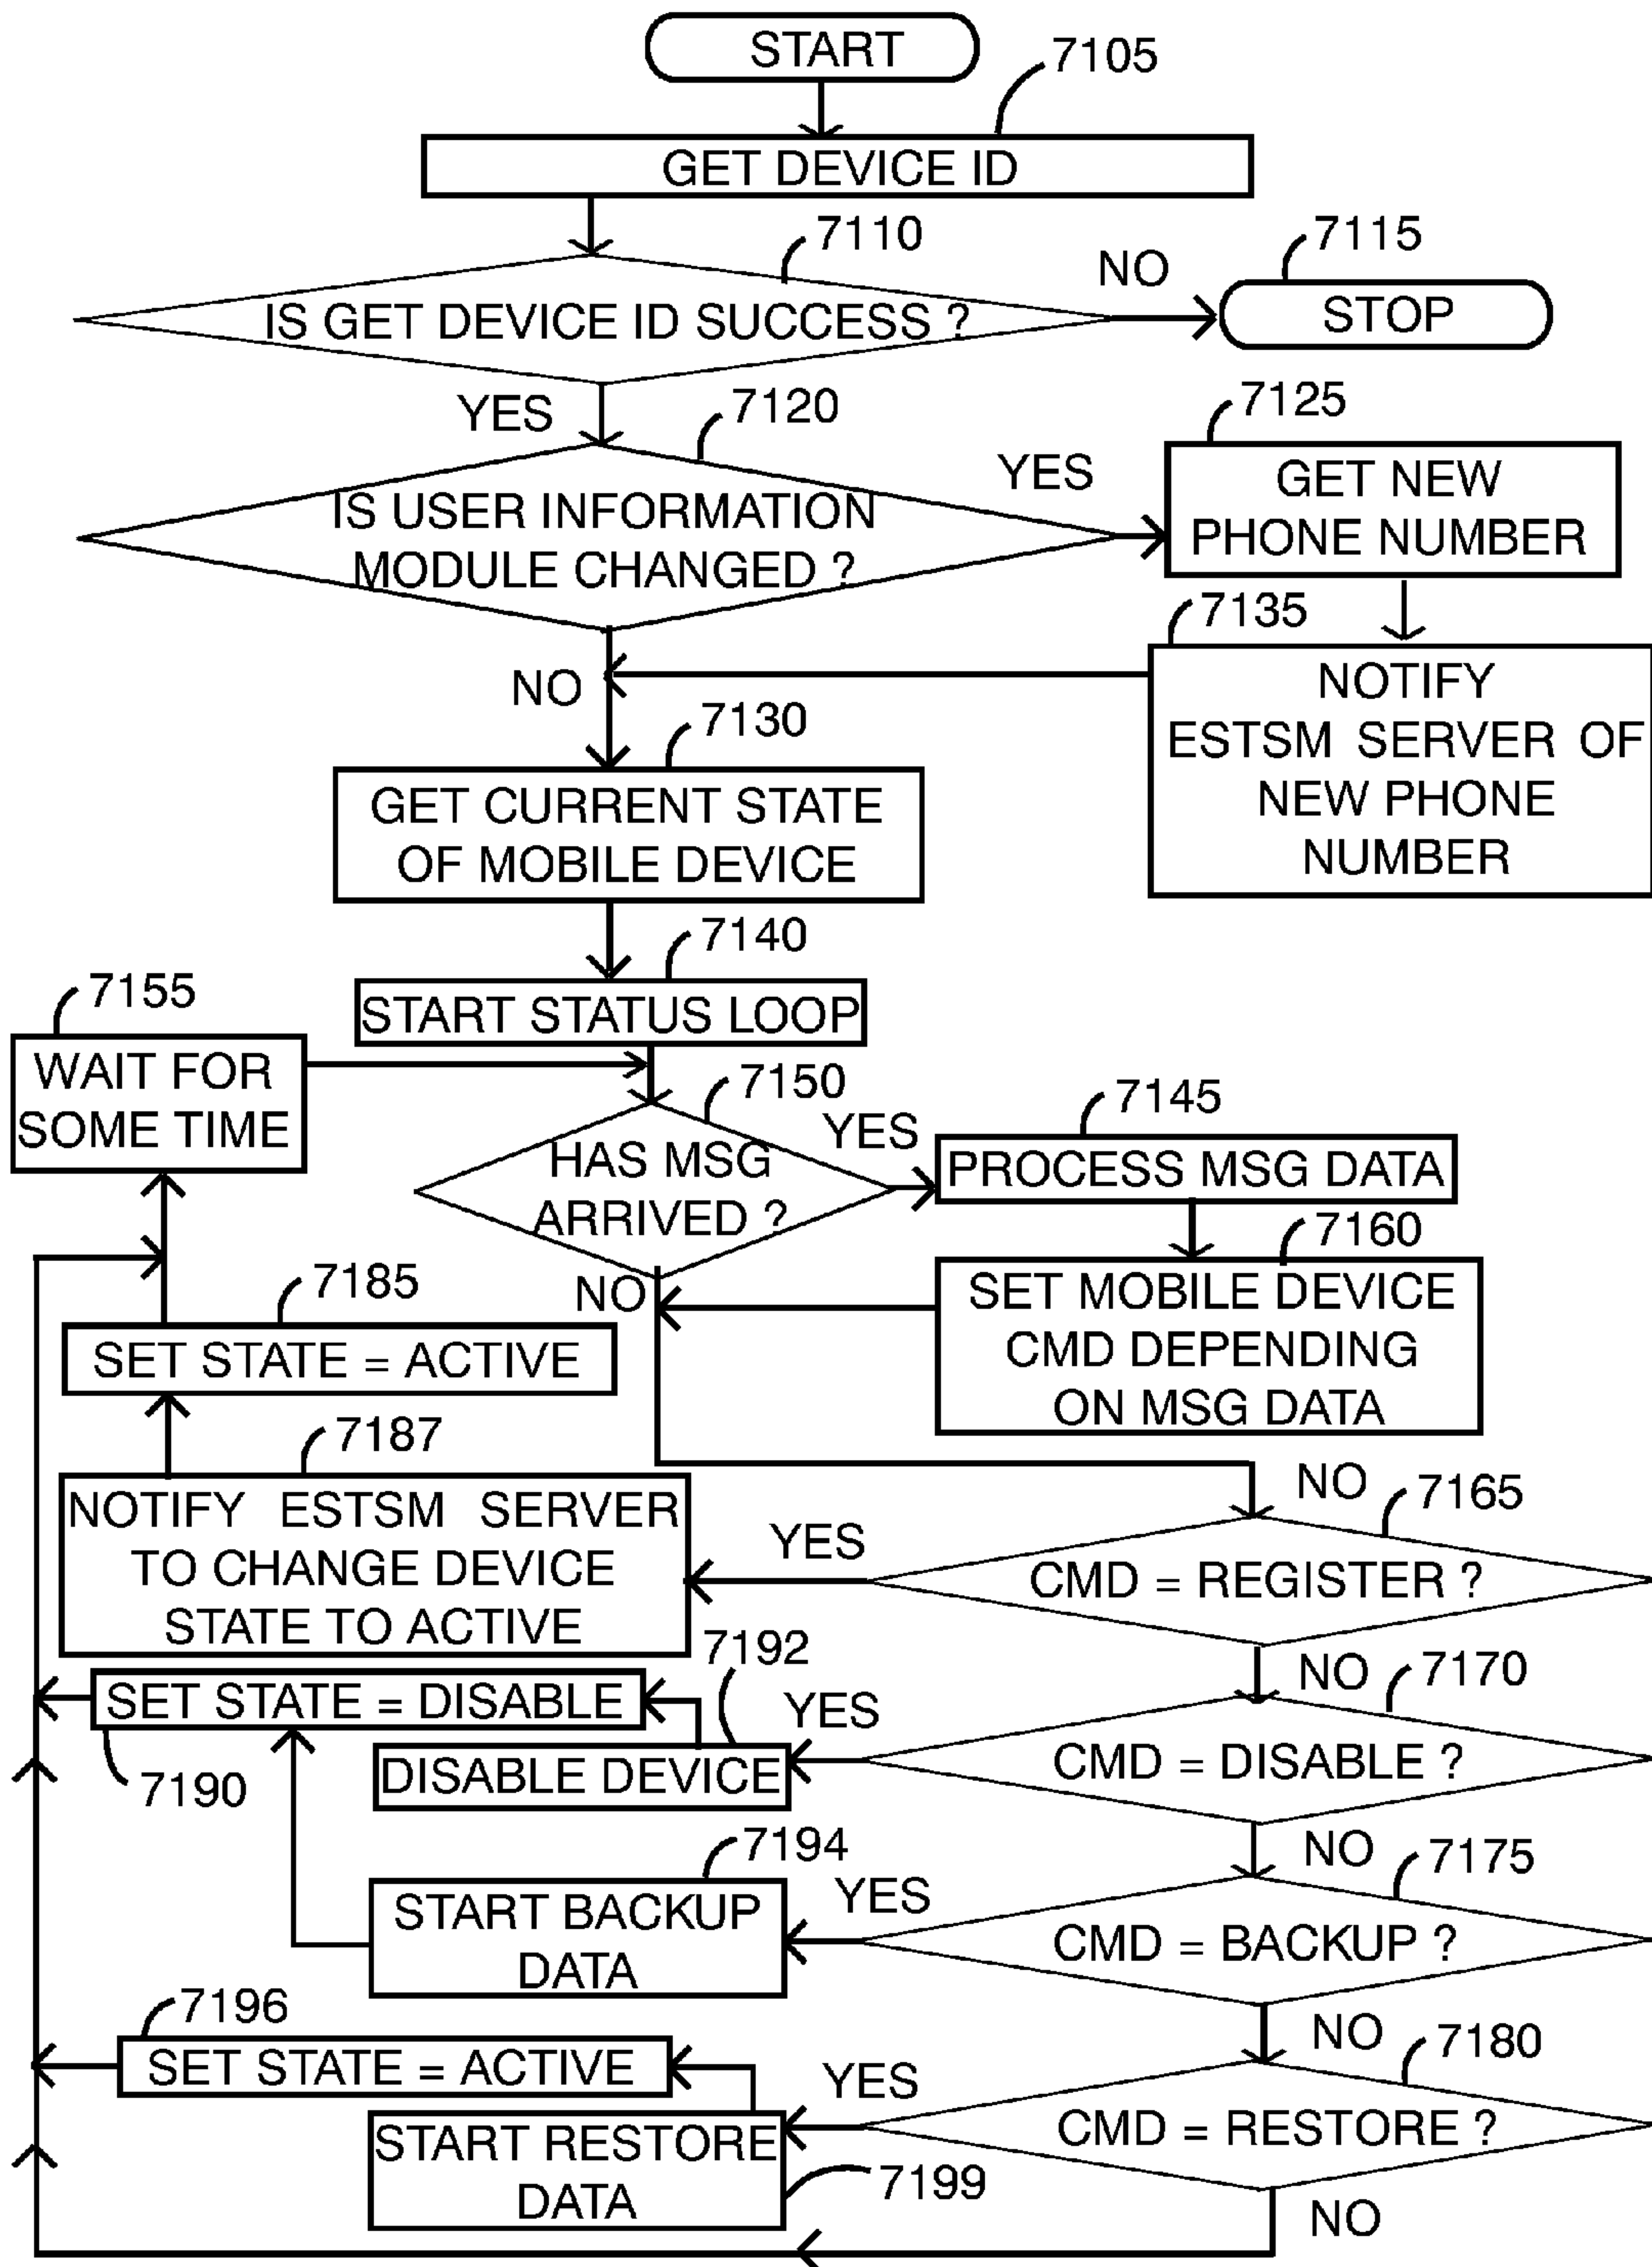 START
7105
GET DEVICE ID
7110
7115
NO
IS GET DEVICE ID SUCCESS ?
STOP
YES
7120
7125
YES
GET NEW
PHONE NUMBER
IS USER INFORMATION
MODULE CHANGED ?
7135
NO
NOTIFY
ESTSM SERVER OF
NEW PHONE
NUMBER
7130
GET CURRENT STATE
OF MOBILE DEVICE
7140
7155
START STATUS LOOP
WAIT FOR
SOME TIME
7150
YES
7145
HAS MSG
ARRIVED ?
PROCESS MSG DATA
7160
NO
SET MOBILE DEVICE
CMD DEPENDING
ON MSG DATA
7185
SET STATE = ACTIVE
7187
NOTIFY ESTSM SERVER
TO CHANGE DEVICE
STATE TO ACTIVE
NO
7165
YES
CMD = REGISTER ?
7192
NO
7170
SET STATE = DISABLE
YES
7190
DISABLE DEVICE
CMD = DISABLE ?
7194
NO
7175
YES
START BACKUP
DATA
CMD = BACKUP ?
7196
NO
7180
SET STATE = ACTIVE
YES
START RESTORE
DATA
CMD = RESTORE ?
7199
NO